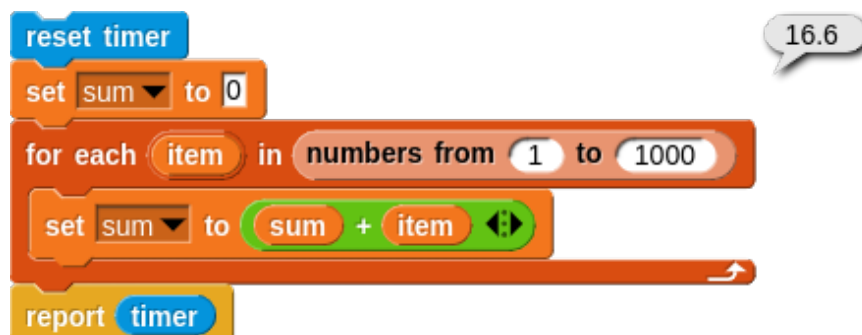 reset timer
16.6
set sum to 0
for each item in numbers from 1 to 1000
set sum to sum + item
report timer